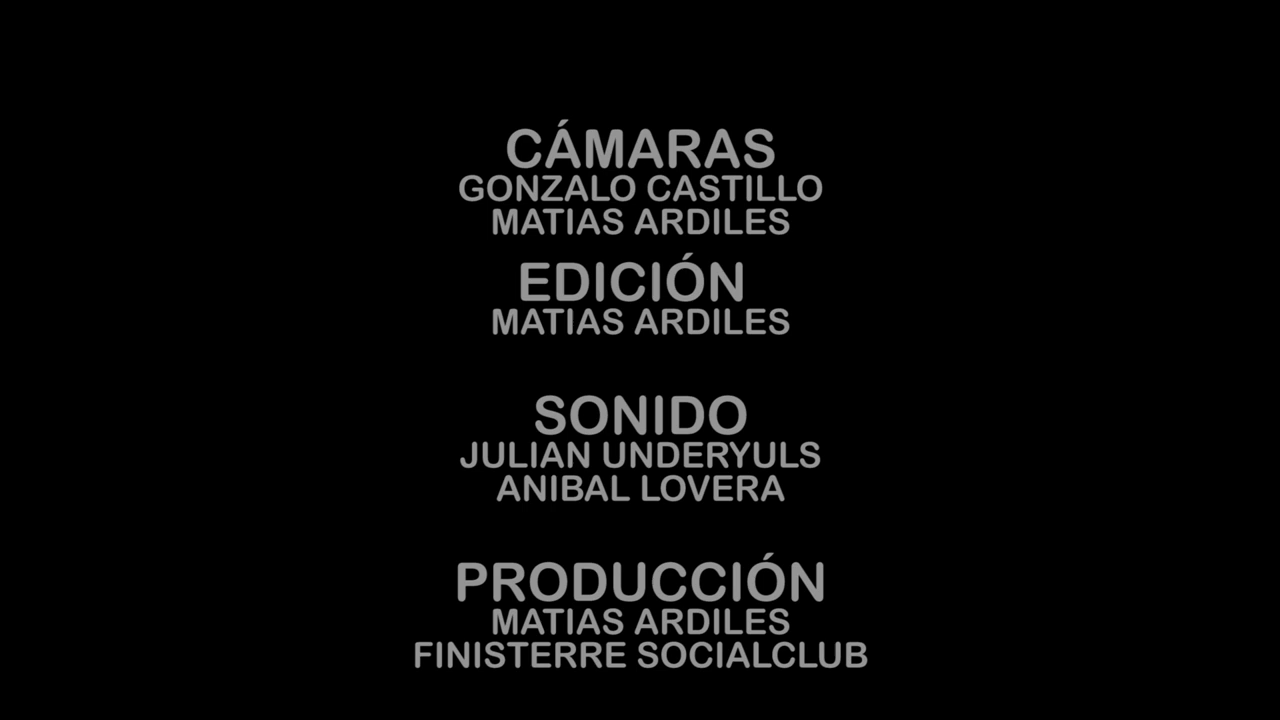 CÁMARAS
GONZALO CASTILLO
MATIAS ARDILES
EDICIÓN
MATIAS ARDILES
SONIDO
JULIAN UNDERYULS
ANIBAL LOVERA
PRODUCCIÓN
MATIAS ARDILES
FINISTERRE SOCIALCLUB